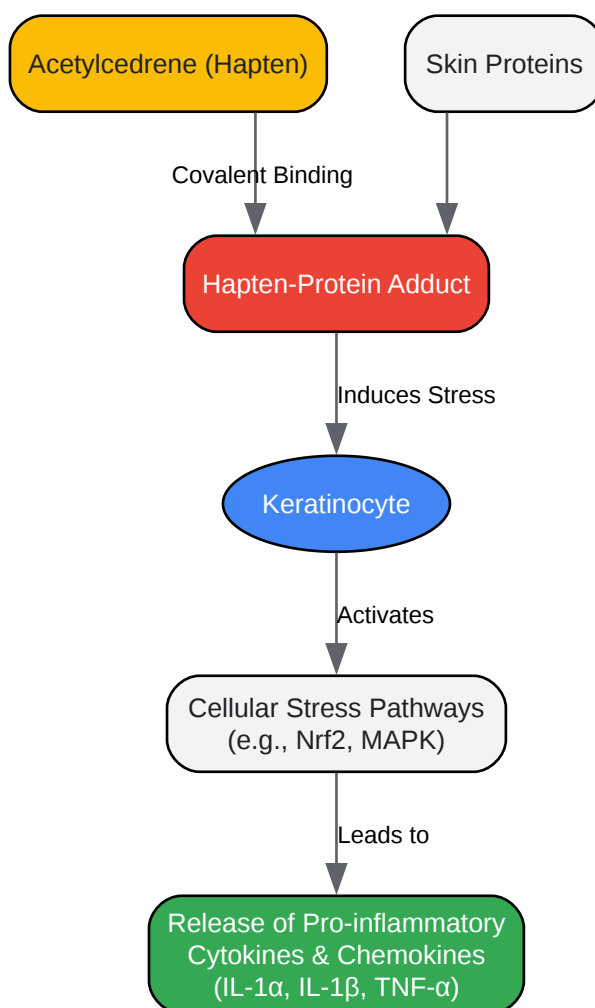 Acetylcedrene (Hapten)
Skin Proteins
Covalent Binding
Hapten-Protein Adduct
Induces Stress
Keratinocyte
Activates
Cellular Stress Pathways
(e.g., Nrf2, MAPK)
Leads to
Release of Pro-inflammatory
Cytokines & Chemokines
(IL-1α, IL-1β, TNF-α)